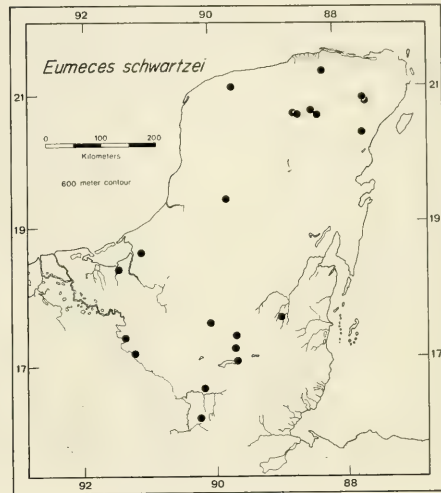 92 90 88
Eumeces schwartzei
21 21
0 100 200
Kilometers
600 meter contour
19 19
17 17
92 90 88